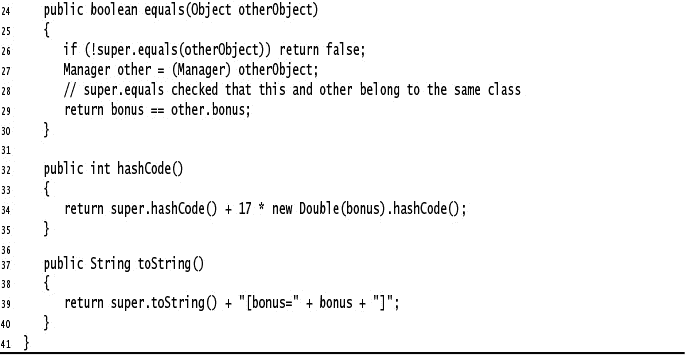 24 public boolean equals(Object otherObject)
25 {
26 if (!super.equals(otherObject)) return false;
27 Manager other = (Manager) otherObject;
28 // super.equals checked that this and other belong to the same class
29 return bonus == other.bonus;
30 }
31
32 public int hashCode()
33 {
34 return super.hashCode() + 17 * new Double(bonus).hashCode();
35 }
36
37 public String toString()
38 {
39 return super.toString() + "[bonus=" + bonus + "]";
40 }
41 }